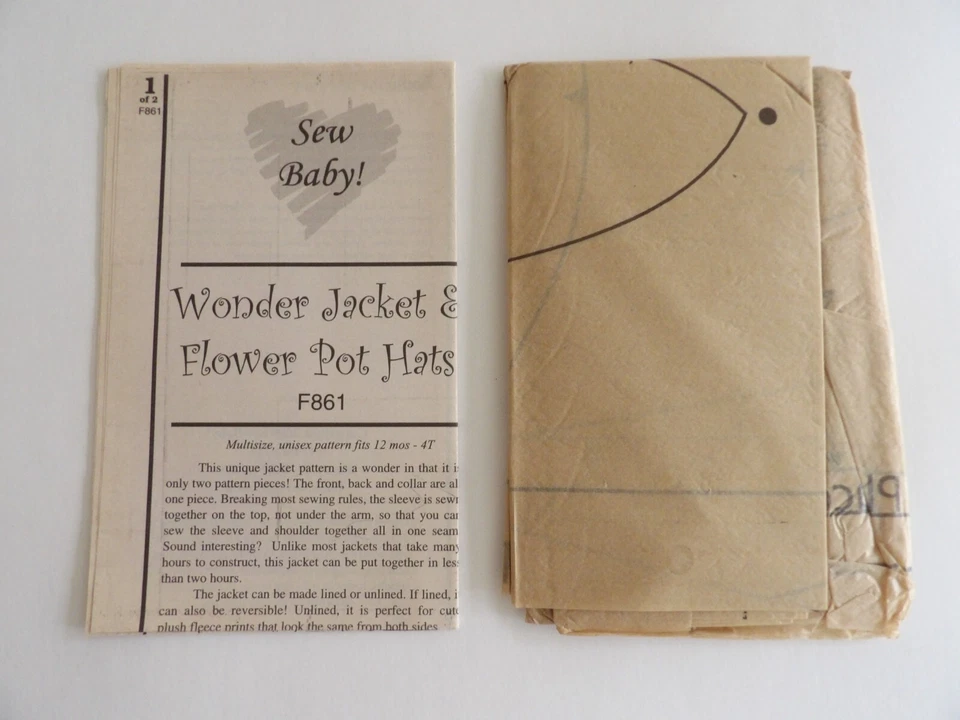 1
of 2
F861
Sew
Baby!
Wonder Jacket &
Flower Pot Hats
F861
Multisize, unisex pattern fits 12 mos - 4T
This unique jacket pattern is a wonder in that it i
only two pattern pieces! The front, back and collar are al
one piece. Breaking most sewing rules, the sleeve is sewn
together on the top, not under the arm, so that you can
sew the sleeve and shoulder together all in one seam
Sound interesting? Unlike most jackets that take many
hours to construct, this jacket can be put together in les
than two hours.
The jacket can be made lined or unlined. If lined, i
can also be reversible! Unlined, it is perfect for cute
plush fleece prints that look the same from both sides